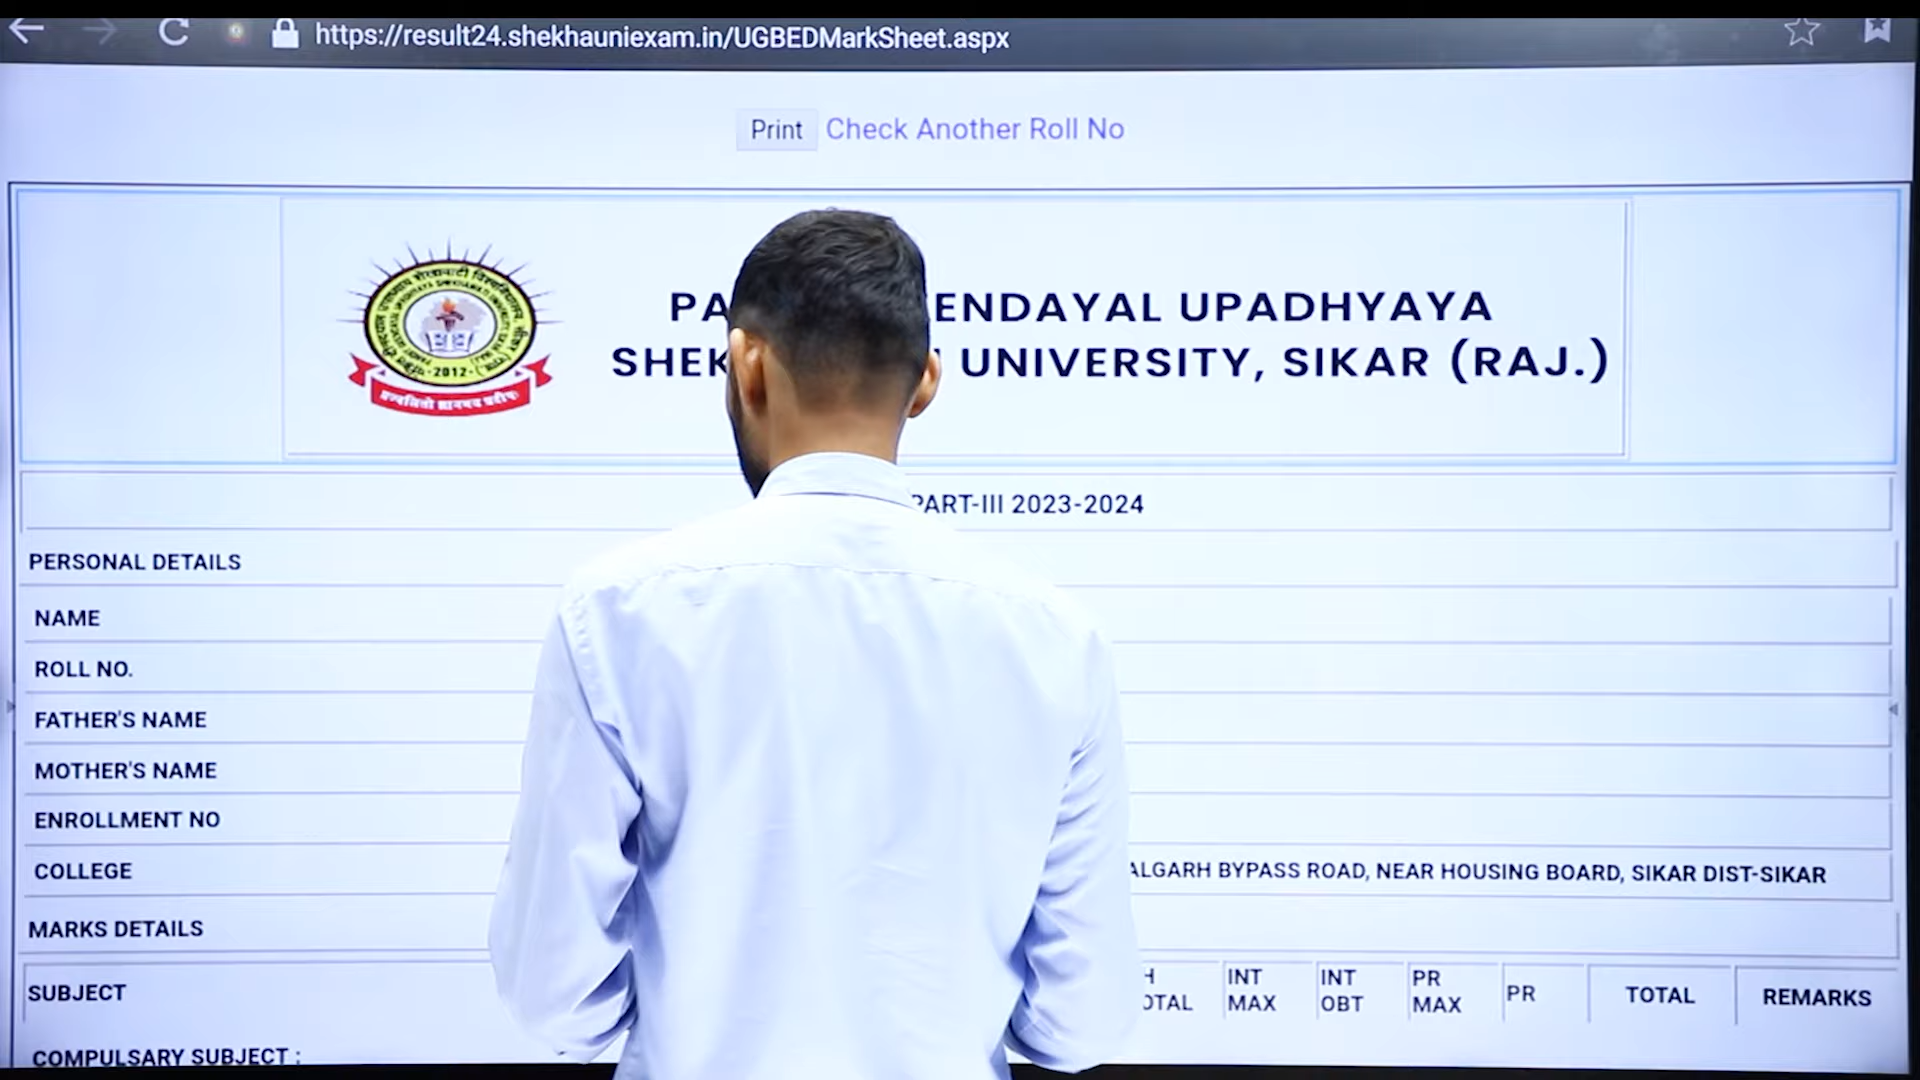 https://result24.shekhauniexam.in/UGBEDMarkSheet.aspx
Print Check Another Roll No
PA ENDAYAL UPADHYAYA
SHEK UNIVERSITY, SIKAR (RAJ.)
2012
PART-III 2023-2024
PERSONAL DETAILS
NAME
ROLL NO.
FATHER'S NAME
MOTHER'S NAME
ENROLLMENT NO
COLLEGE ALGARH BYPASS ROAD, NEAR HOUSING BOARD, SIKAR DIST-SIKAR
MARKS DETAILS
SUBJECT H OTAL INT MAX INT OBT PR MAX PR TOTAL REMARKS
COMPULSARY SUBJECT :